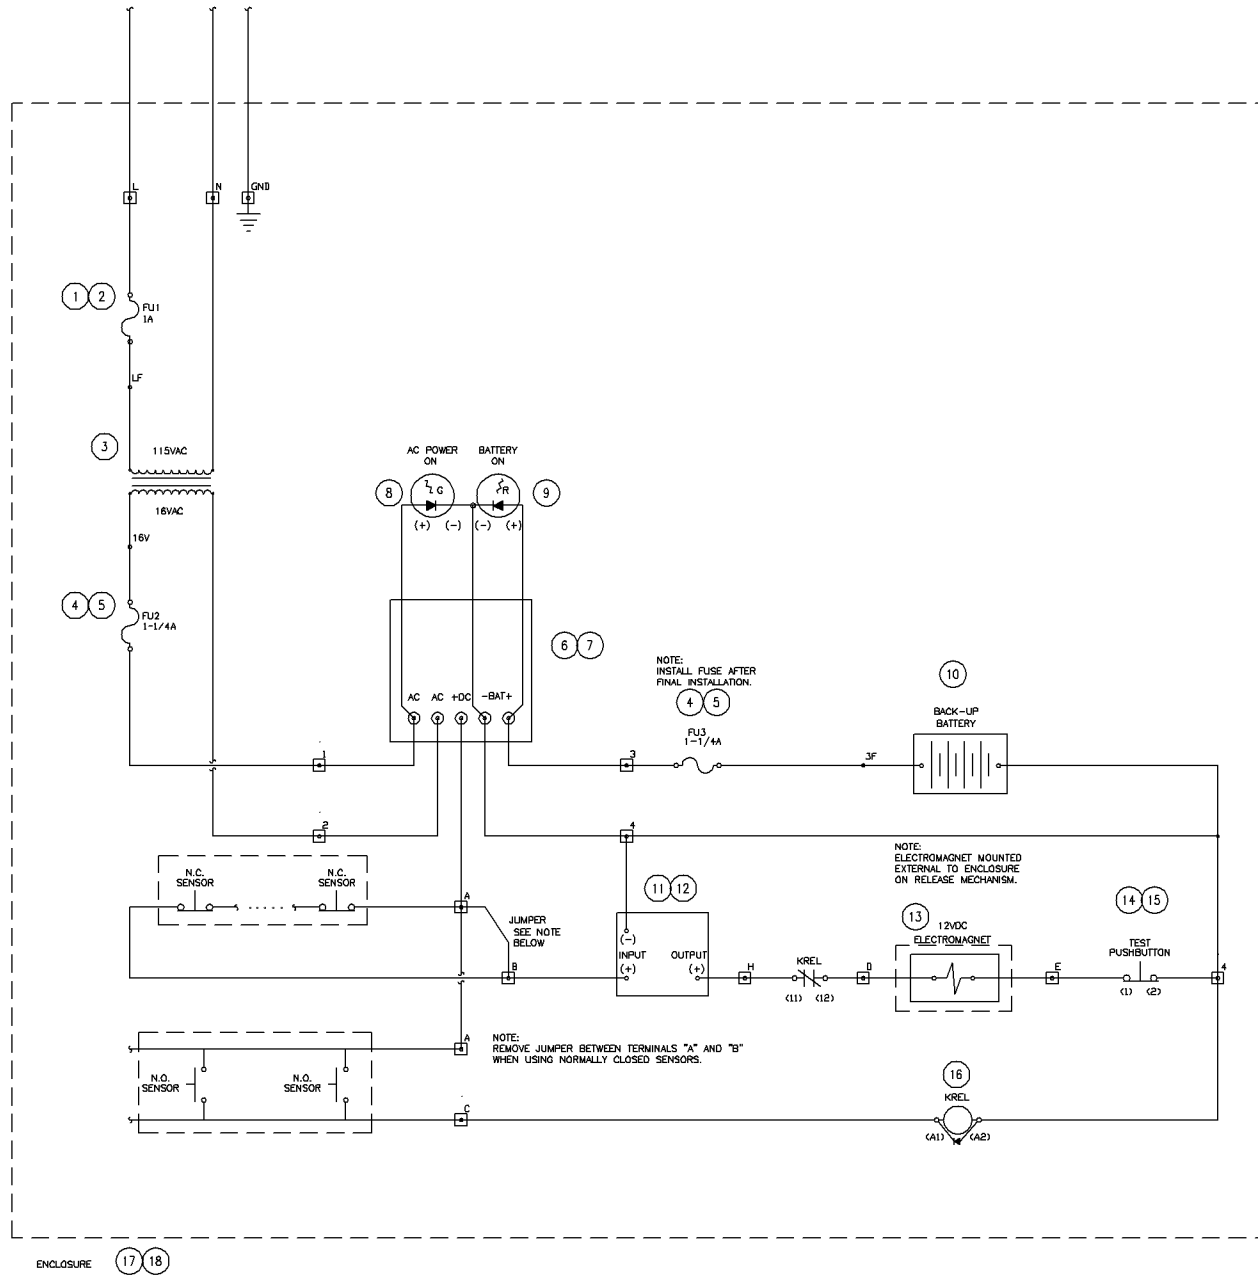 L
N
GND
1
2
FU1
1A
LF
3
115VAC
16VAC
16V
4
5
FU2
1-1/4A
AC POWER
ON
BATTERY
ON
8
G
R
9
(+)
(-)
(-)
(+)
6
7
AC
AC
+DC
-BAT+
NOTE:
INSTALL FUSE AFTER
FINAL INSTALLATION.
4
5
FU3
1-1/4A
10
BACK-UP
BATTERY
1
3
3F
2
4
N.C.
SENSOR
N.C.
SENSOR
A
JUMPER
SEE NOTE
BELOW
B
11
12
(-)
INPUT
(+)
OUTPUT
(+)
H
KREL
(11)
(12)
D
NOTE:
ELECTROMAGNET MOUNTED
EXTERNAL TO ENCLOSURE
ON RELEASE MECHANISM.
13
12VDC
ELECTROMAGNET
E
14
15
TEST
PUSHBUTTON
(1)
(2)
4
A
NOTE:
REMOVE JUMPER BETWEEN TERMINALS "A" AND "B"
WHEN USING NORMALLY CLOSED SENSORS.
N.O.
SENSOR
N.O.
SENSOR
C
16
KREL
(A1)
(A2)
ENCLOSURE
17
18